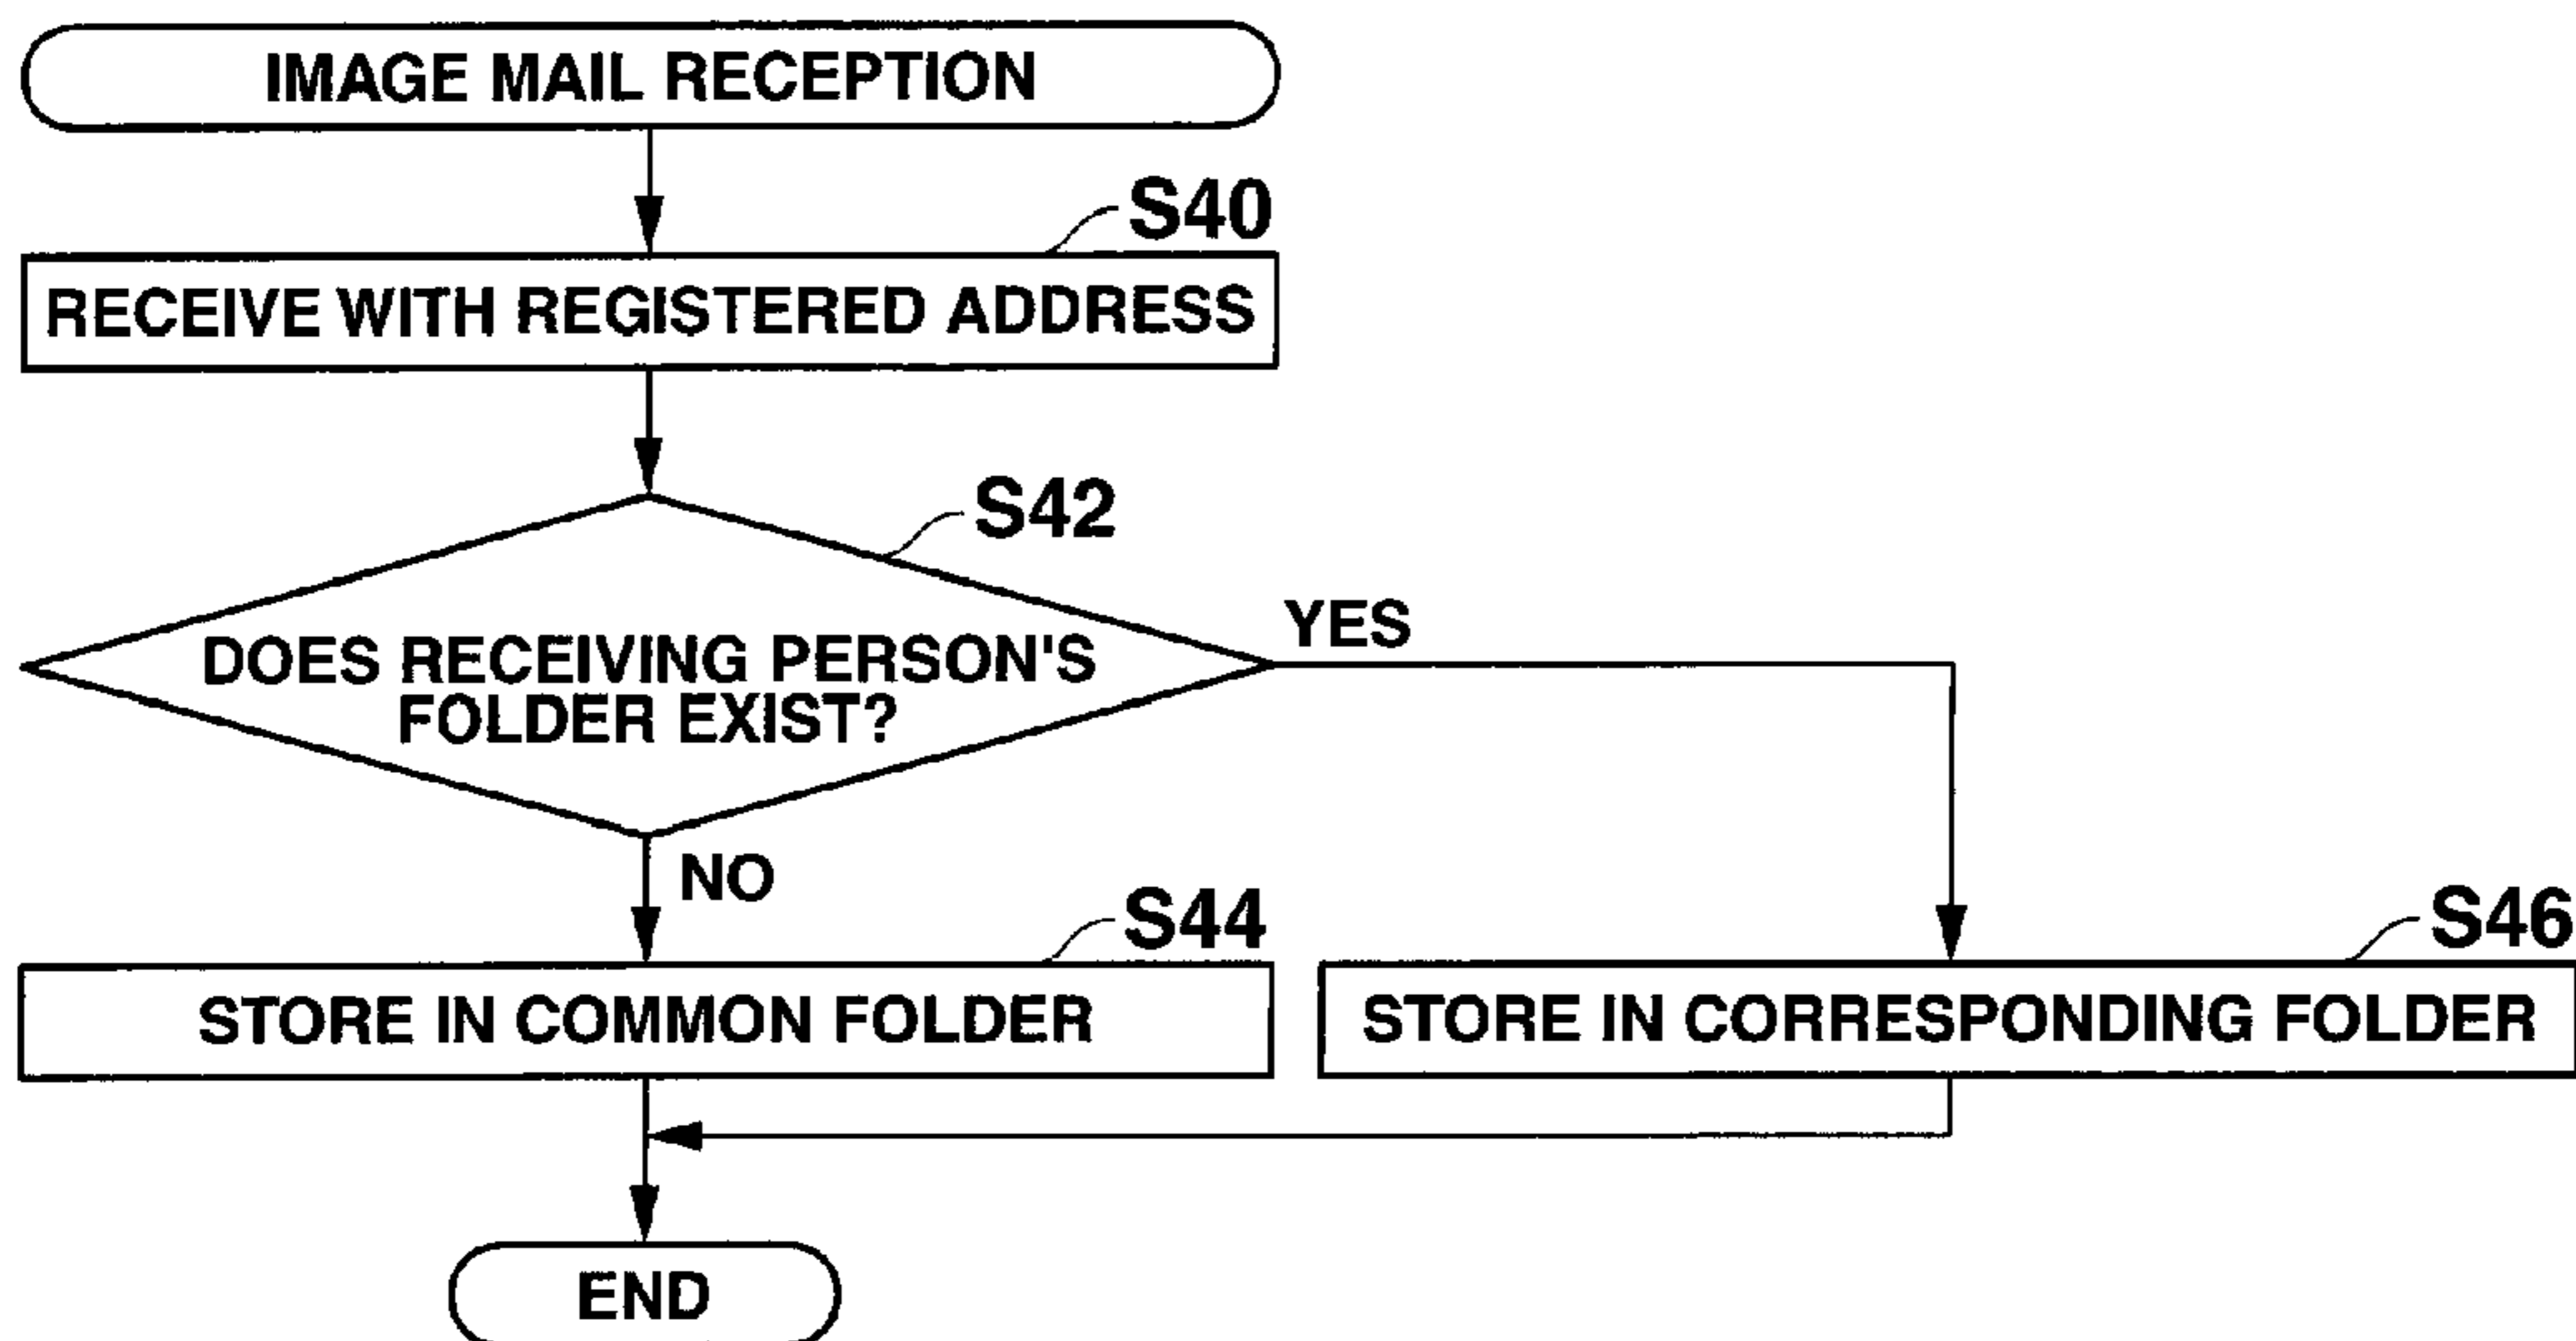 IMAGE MAIL RECEPTION
S40
RECEIVE WITH REGISTERED ADDRESS
S42
DOES RECEIVING PERSON'S
FOLDER EXIST?
YES
NO
S44
STORE IN COMMON FOLDER
S46
STORE IN CORRESPONDING FOLDER
END